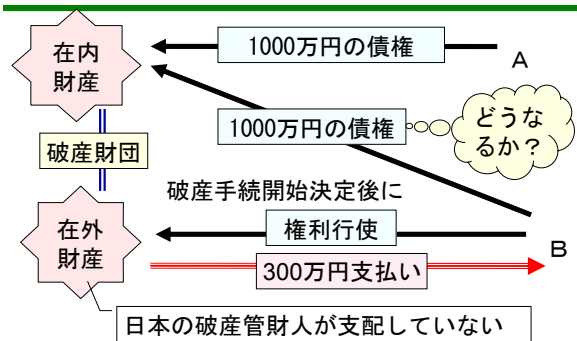 在内
財産
1000万円の債権
A
1000万円の債権
どうな
るか？
破産財団
破産手続開始決定後に
在外
財産
権利行使
B
300万円支払い
日本の破産管財人が支配していない